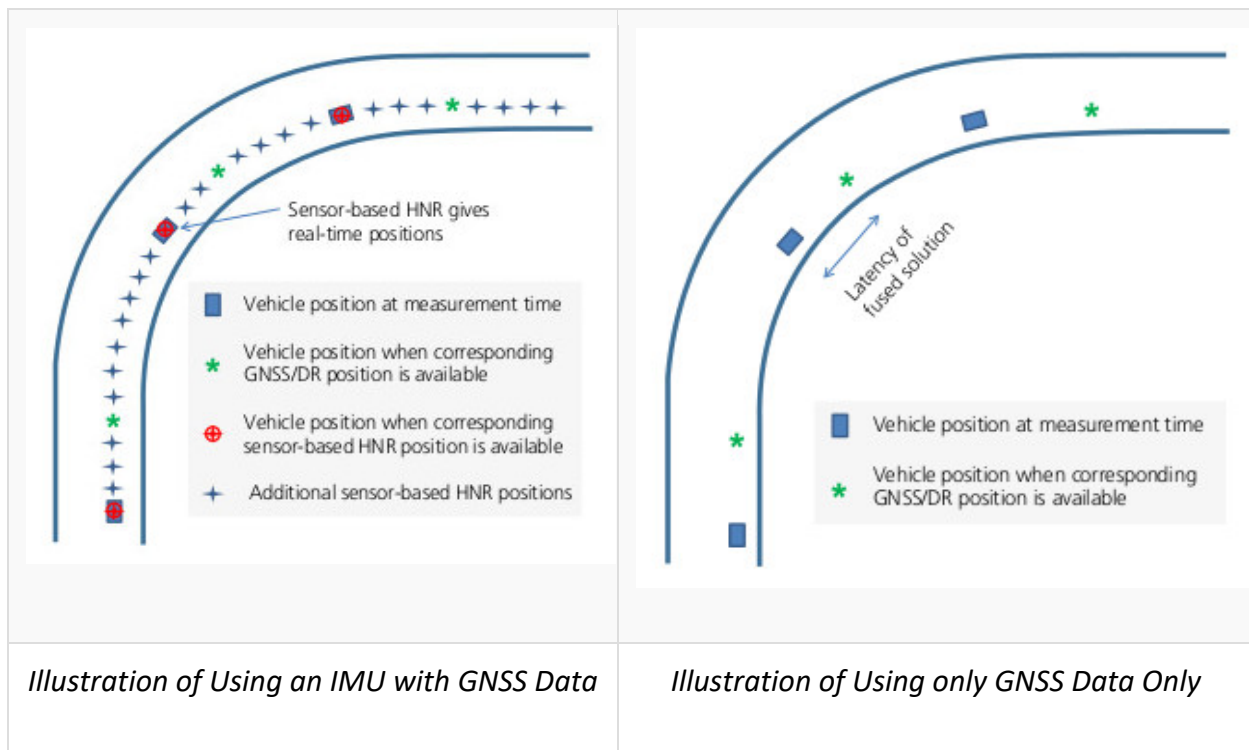 Sensor-based HNR gives
real-time positions
Vehicle position at measurement time
Vehicle position when corresponding
GNSS/DR position is available
Vehicle position when corresponding
sensor-based HNR position is available
Additional sensor-based HNR positions
Illustration of Using an IMU with GNSS Data
Latency of
fused solution
Vehicle position at measurement time
Vehicle position when corresponding
GNSS/DR position is available
Illustration of Using only GNSS Data Only